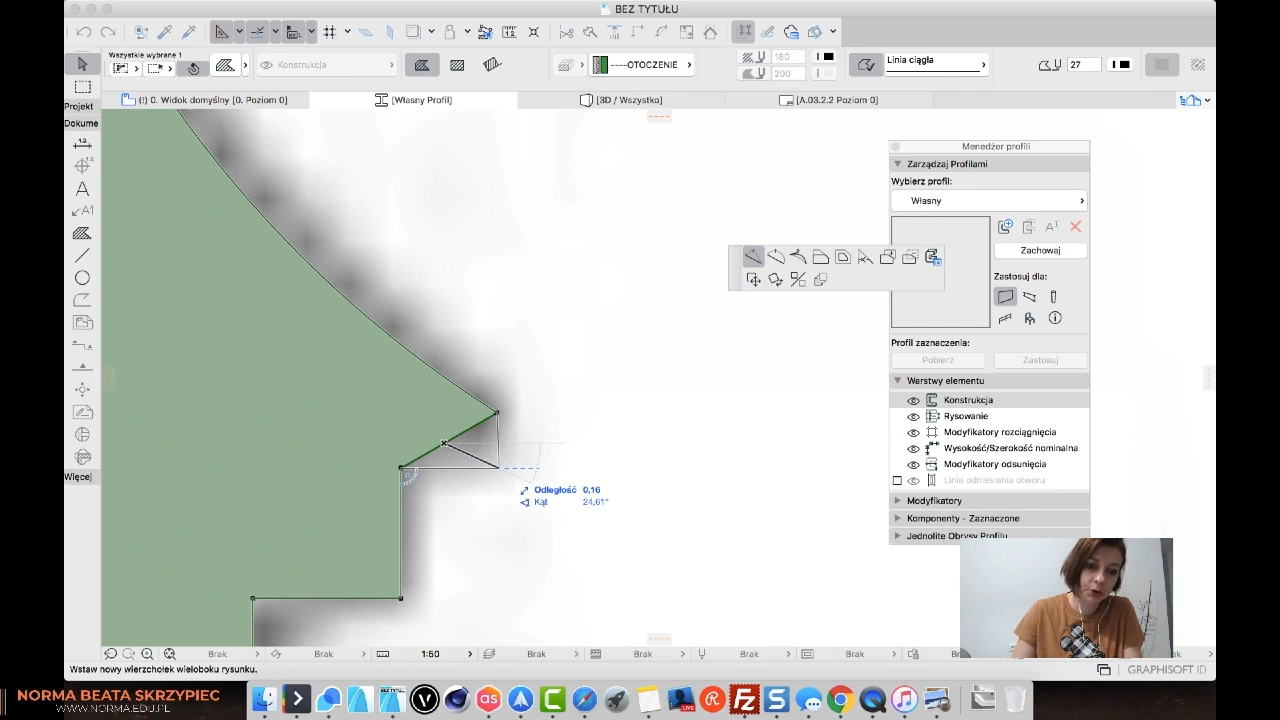 BEZ TYTUŁU
Wszystkie wybrane 1
Konstrukcja
----OTOCZENIE
180
200
Linia ciągła
27
(!) 0. Widok domyślny [0. Poziom 0]
[Własny Profil]
[3D / Wszystko]
[A.03.2.2 Poziom 0]
Projekt
Dokume
A
A1
Więcej
Menedżer profili
Zarządzaj Profilami
Wybierz profil:
Własny
Zachowaj
Zastosuj dla:
Profil zaznaczenia:
Pobierz
Zastosuj
Warstwy elementu
Konstrukcja
Rysowanie
Modyfikatory rozciągnięcia
Wysokość/Szerokość nominalna
Modyfikatory odsunięcia
Linie odniesienia otworu
Modyfikatory
Komponenty - Zaznaczone
Jednolite Obrysy Profilu
Odległość 0,16
Kąt 24,61°
Brak
Brak
1:50
Brak
Brak
Brak
Brak
Wstaw nowy wierzchołek wieloboku rysunku.
GRAPHISOFT ID
NORMA BEATA SKRZYPIEC
WWW.NORMA.EDU.PL